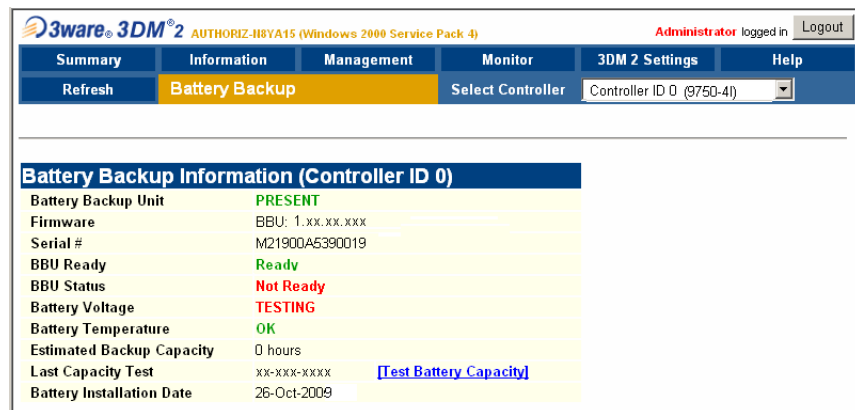 3ware® 3DM®2 AUTHORIZ-H8YA15 (Windows 2000 Service Pack 4) Administrator logged in Logout
Summary Information Management Monitor 3DM 2 Settings Help
Refresh Battery Backup Select Controller Controller ID 0 (9750-4I)
Battery Backup Information (Controller ID 0)
Battery Backup Unit PRESENT
Firmware BBU: 1.xx.xx.xxx
Serial # M21900A5390019
BBU Ready Ready
BBU Status Not Ready
Battery Voltage TESTING
Battery Temperature OK
Estimated Backup Capacity 0 hours
Last Capacity Test xx-xxx-xxxx [Test Battery Capacity]
Battery Installation Date 26-Oct-2009